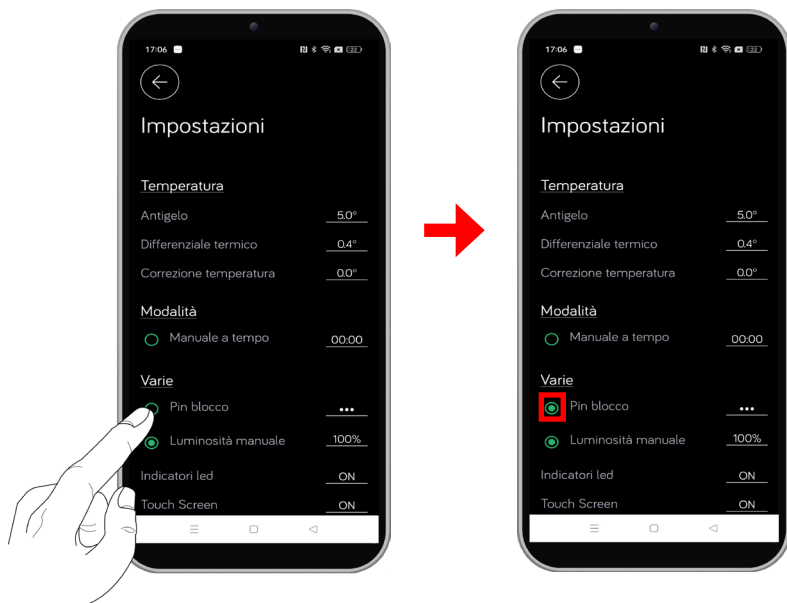 17:06
22
Impostazioni
Temperatura
Antigelo 5.0°
Differenziale termico 0.4°
Correzione temperatura 0.0°
Modalità
Manuale a tempo 00:00
Varie
Pin blocco •••
Luminosità manuale 100%
Indicatori led ON
Touch Screen ON
17:06
22
Impostazioni
Temperatura
Antigelo 5.0°
Differenziale termico 0.4°
Correzione temperatura 0.0°
Modalità
Manuale a tempo 00:00
Varie
Pin blocco •••
Luminosità manuale 100%
Indicatori led ON
Touch Screen ON